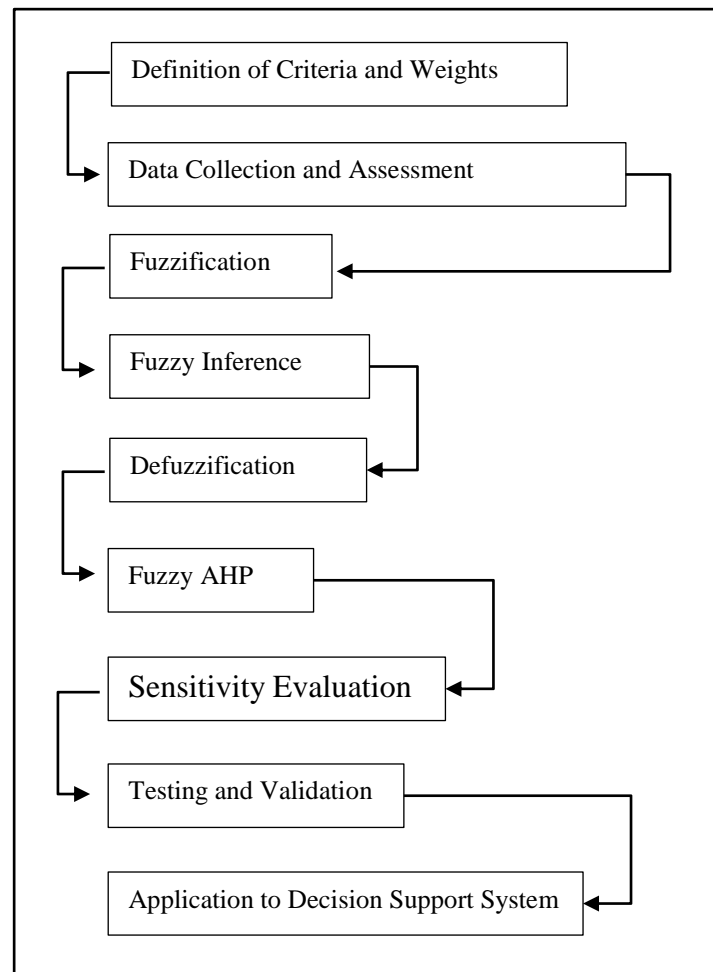 Definition of Criteria and Weights
Data Collection and Assessment
Fuzzification
Fuzzy Inference
Defuzzification
Fuzzy AHP
Sensitivity Evaluation
Testing and Validation
Application to Decision Support System